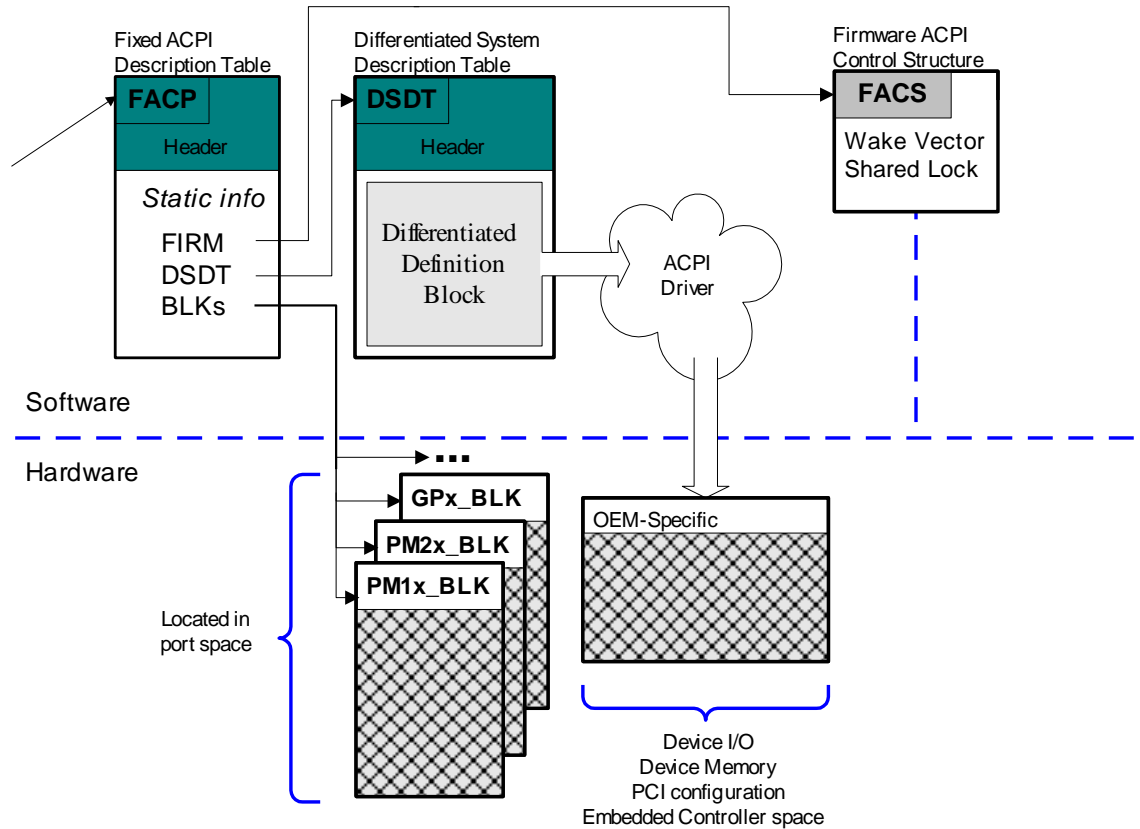 Fixed ACPI
Description Table
FACP
Header
Static info
FIRM
DSDT
BLKs
Differentiated System
Description Table
DSDT
Header
Differentiated
Definition
Block
ACPI
Driver
Firmware ACPI
Control Structure
FACS
Wake Vector
Shared Lock
Software
Hardware
...
GPx_BLK
PM2x_BLK
PM1x_BLK
Located in
port space
OEM-Specific
Device I/O
Device Memory
PCI configuration
Embedded Controller space